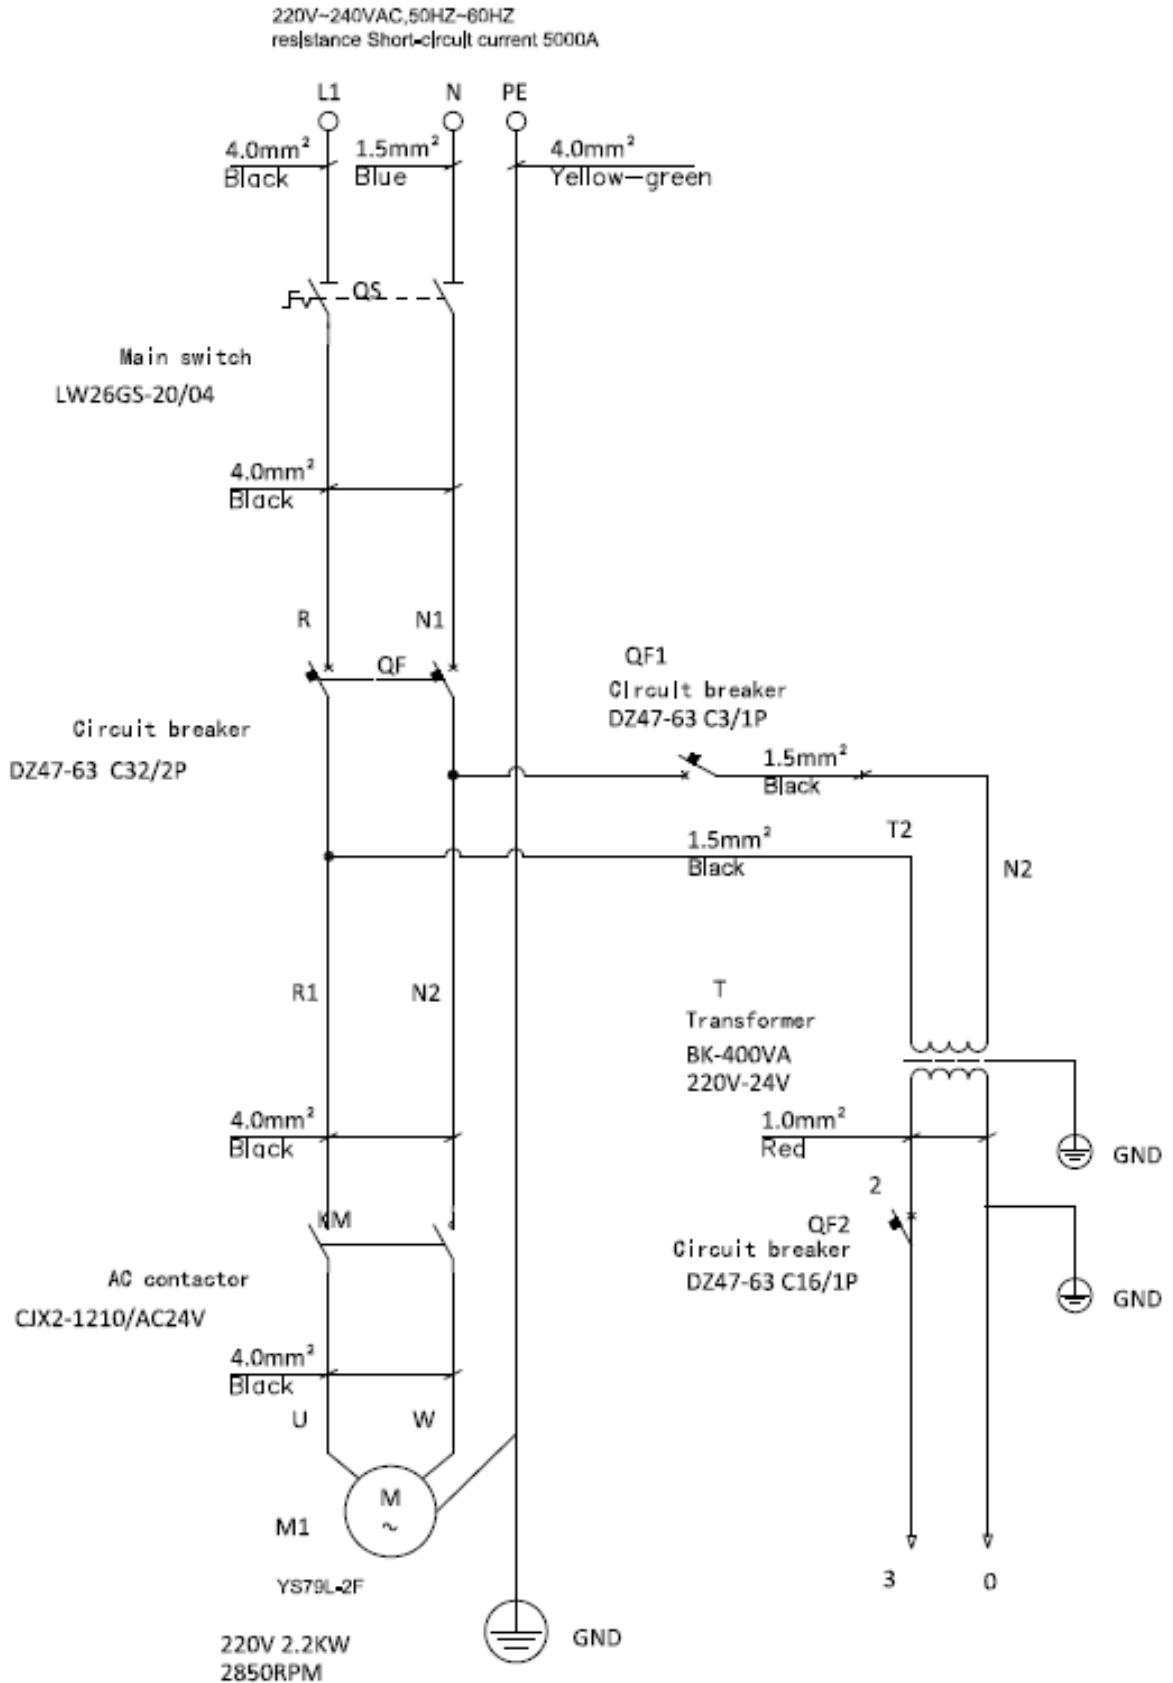 220V~240VAC,50HZ~60HZ
resistance Short-circuit current 5000A
L1 N PE
4.0mm² 1.5mm² 4.0mm²
Black Blue Yellow-green
QS
Main switch
LW26GS-20/04
4.0mm²
Black
R N1
QF1
QF
Circuit breaker
DZ47-63 C3/1P
Circuit breaker
DZ47-63 C32/2P
1.5mm²
Black
T2
1.5mm²
Black
N2
R1 N2
T
Transformer
BK-400VA
220V-24V
4.0mm²
Black
1.0mm²
Red
GND
2
KM
QF2
Circuit breaker
DZ47-63 C16/1P
GND
AC contactor
CJX2-1210/AC24V
4.0mm²
Black
U W
M
~
M1
YS79L-2F
3 0
GND
220V 2.2KW
2850RPM